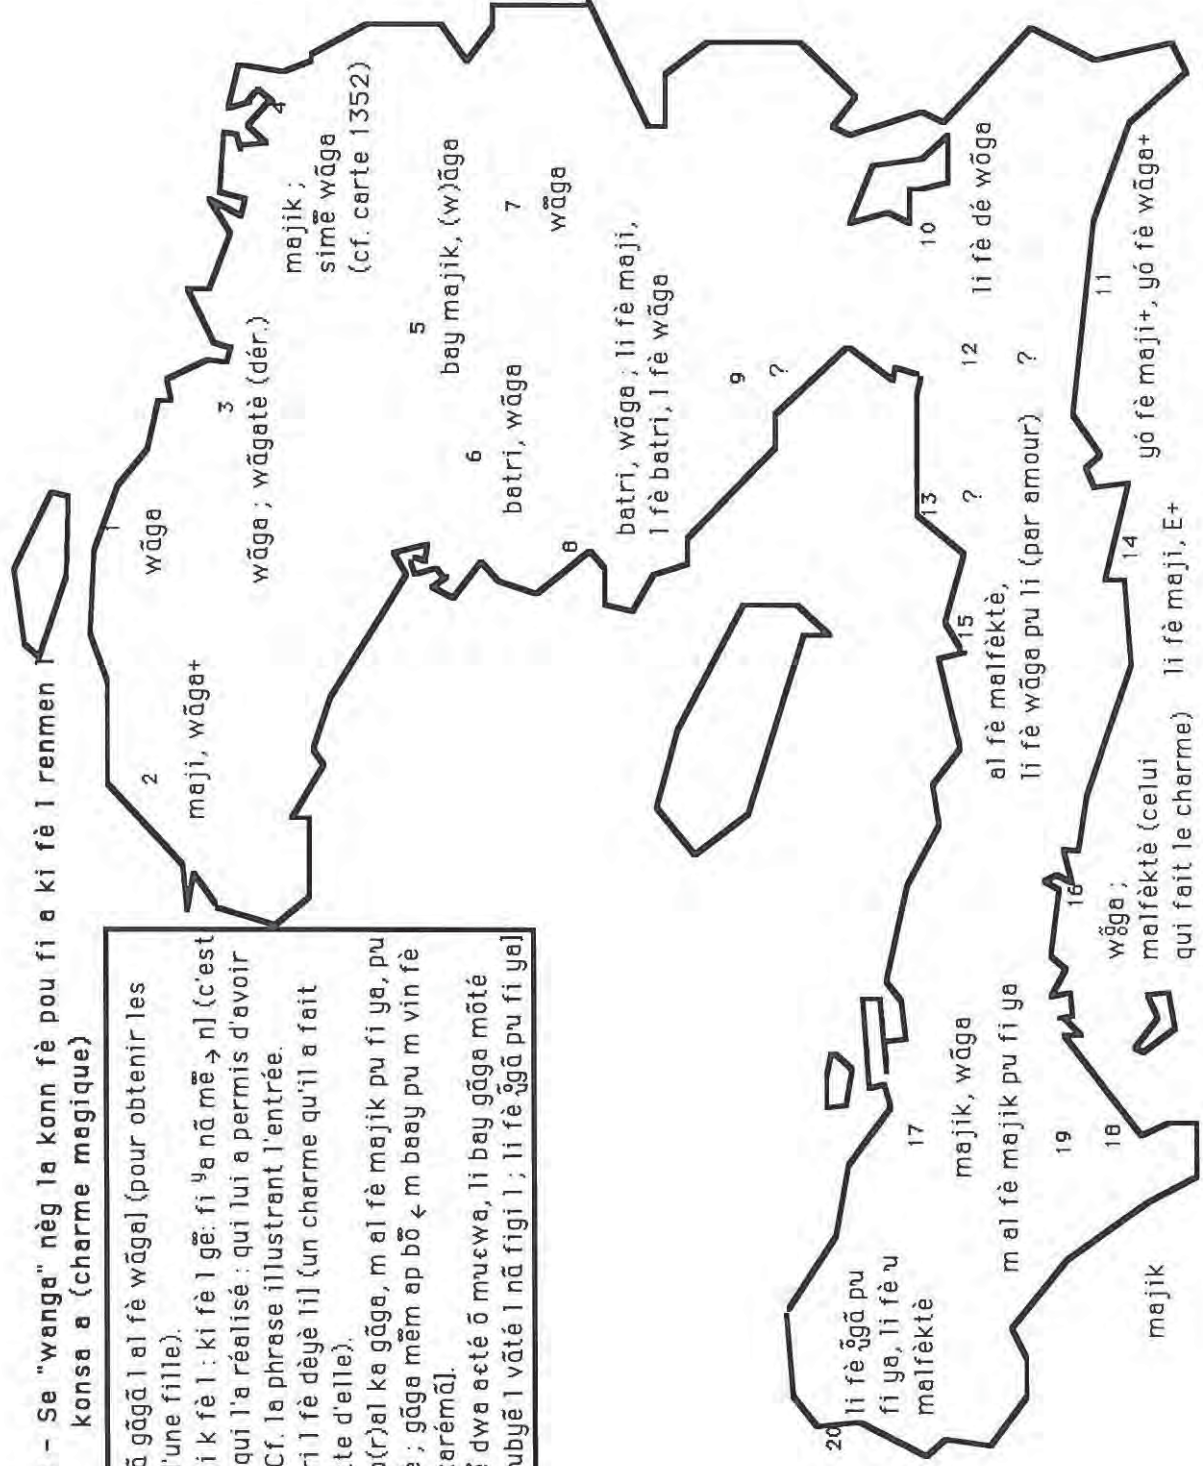 – Se "wanga" nèg la konn fè pou fi a ki fè l renmen l
konsa a (charme magique)
gãgã l al fè wãga] (pour obtenir les
'une fille).
i k fè l : ki fè l gẽ: fi ʸa nã mẽ → n] (c'est
qui l'a réalisé : qui lui a permis d'avoir
Cf. la phrase illustrant l'entrée.
ri l fè dèyè li] (un charme qu'il a fait
te d'elle).
(r)al ka gãga, m al fè majik pu fi ya, pu
; gãga mẽm ap bõ ← m baay pu m vin fè
carémã].
dwa aɛté õ muɛwa, li bay gãga mõté
ubyẽ l vãté l nã figi l ; li fè ũgã pu fi ya]
1
wãga
2
maji, wãga+
3
wãga ; wãgatè (dér.)
4
majik ;
simẽ wãga
(cf. carte 1352)
5
bay majik, (w)ãga
6
batri, wãga
7
wãga
8
batri, wãga ; li fè maji,
l fè batri, l fè wãga
9
?
10
li fè dé wõga
11
yó fè maji+, yó fè wãga+
12
?
13
?
14
li fè maji, E+
15
al fè malfèktè,
li fè wãga pu li (par amour)
16
malfèktè (celui
qui fait le charme)
17
majik, wãga
18
majik
19
m al fè majik pu fi ya
20
li fè ũgã pu
fi ya, li fè u
malfèktè